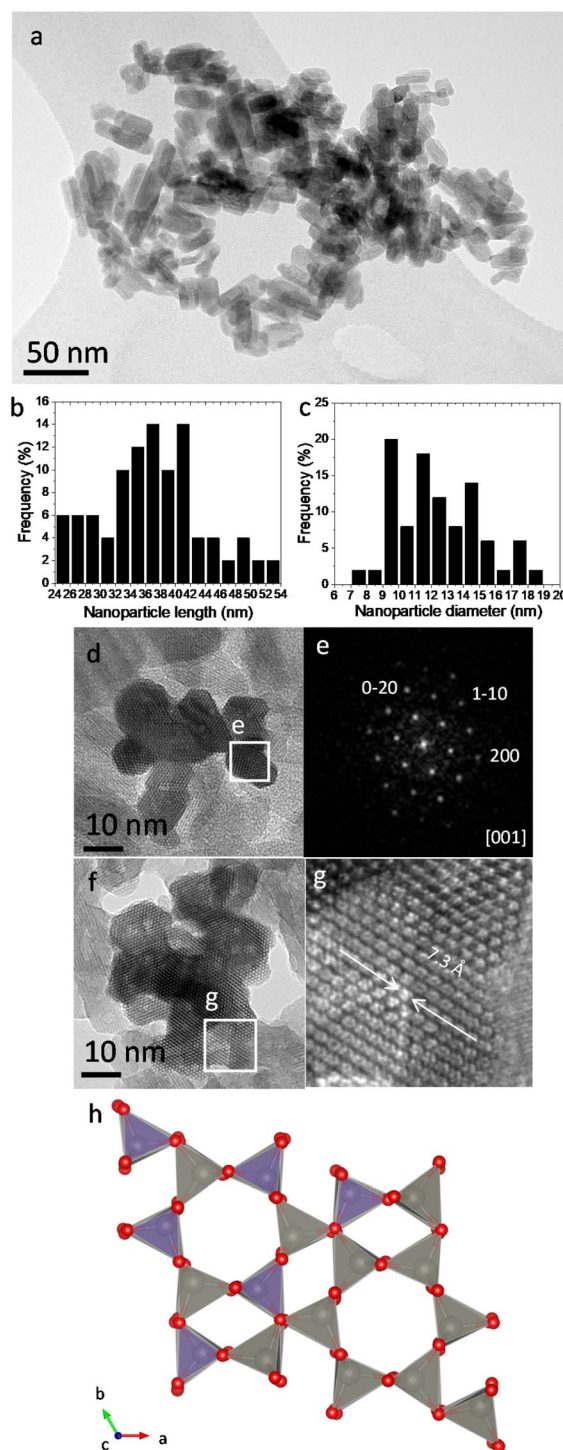 a
50 nm
b
16
14
12
10
8
6
4
2
0
Frequency (%)
24 26 28 30 32 34 36 38 40 42 44 46 48 50 52 54
Nanoparticle length (nm)
c
25
20
15
10
5
0
Frequency (%)
6 7 8 9 10 11 12 13 14 15 16 17 18 19 20
Nanoparticle diameter (nm)
d
e
10 nm
e
0-20
1-10
200
[001]
f
g
10 nm
g
7.3 Å
h
b
c
a